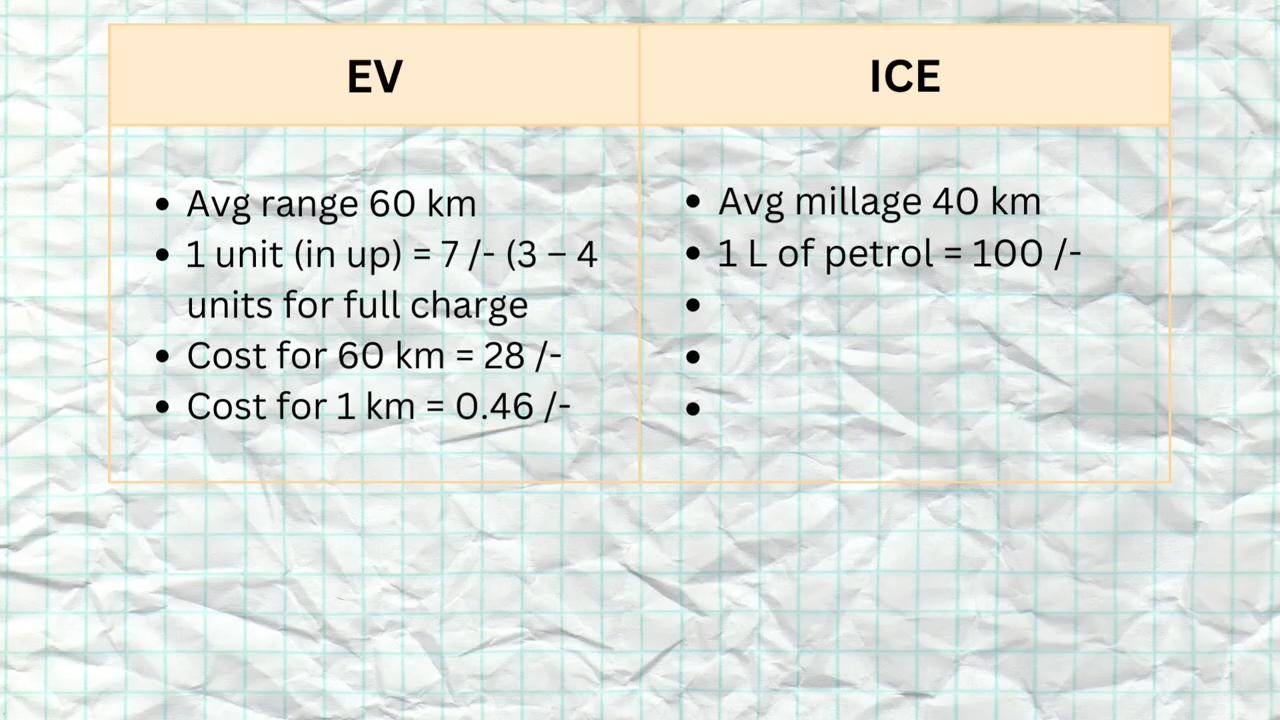 EV
ICE
• Avg range 60 km
• 1 unit (in up) = 7 /- (3 – 4
units for full charge
• Cost for 60 km = 28 /-
• Cost for 1 km = 0.46 /-
• Avg millage 40 km
• 1 L of petrol = 100 /-
•
•
•